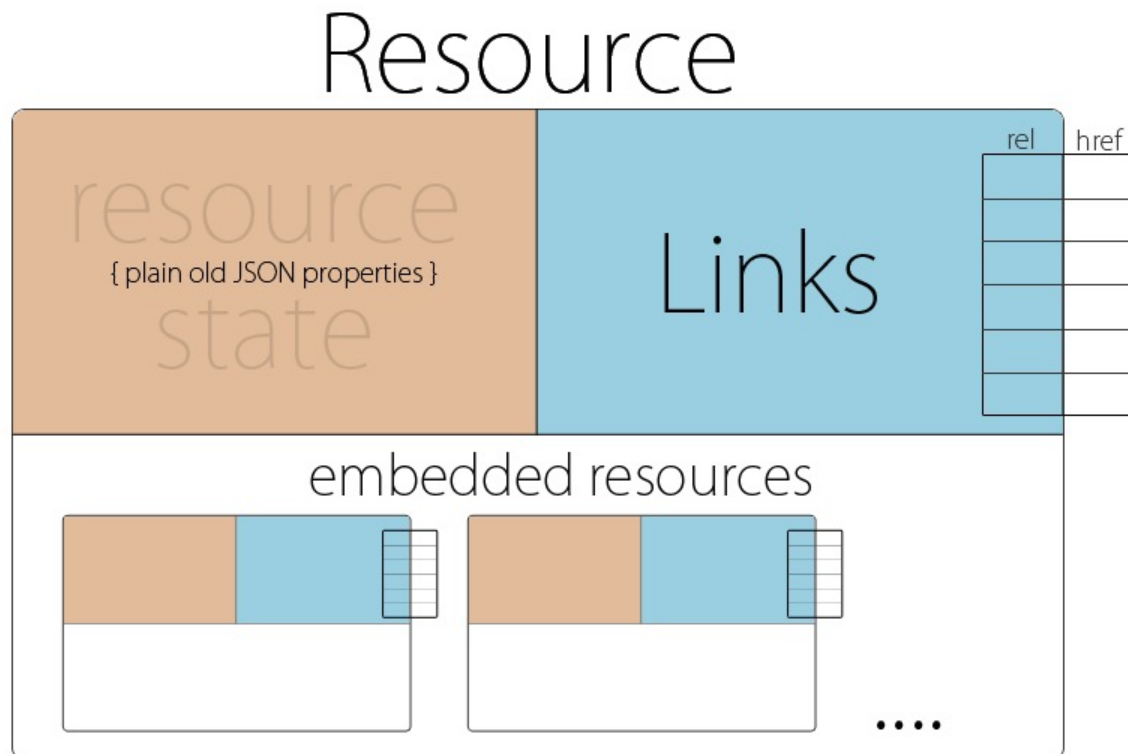 Resource
rel href
resource
{ plain old JSON properties }
state
Links
embedded resources
....